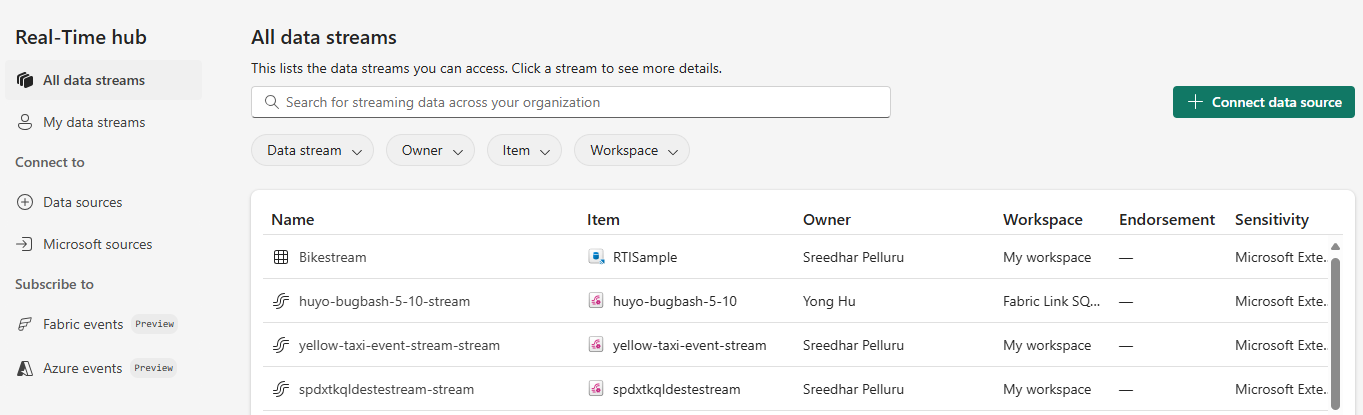 Real-Time hub
All data streams
My data streams
Connect to
Data sources
Microsoft sources
Subscribe to
Fabric events Preview
Azure events Preview
All data streams
This lists the data streams you can access. Click a stream to see more details.
Search for streaming data across your organization
Connect data source
Data stream Owner Item Workspace
Name Item Owner Workspace Endorsement Sensitivity
Bikestream RTISample Sreedhar Pelluru My workspace — Microsoft Exte...
huyo-bugbash-5-10-stream huyo-bugbash-5-10 Yong Hu Fabric Link SQ... — Microsoft Exte...
yellow-taxi-event-stream-stream yellow-taxi-event-stream Sreedhar Pelluru My workspace — Microsoft Exte...
spdxtkqldestestream-stream spdxtkqldestestream Sreedhar Pelluru My workspace — Microsoft Exte...